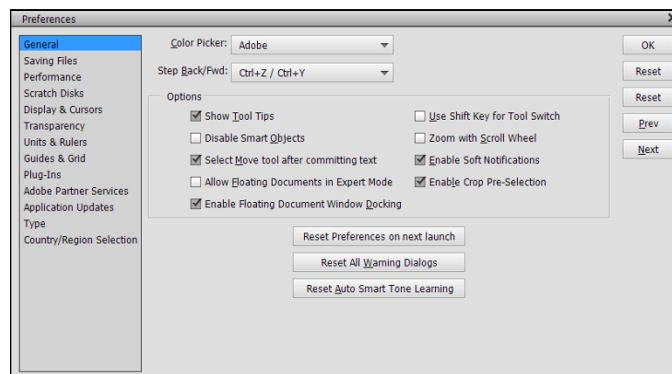 Preferences
General
Saving Files
Performance
Scratch Disks
Display & Cursors
Transparency
Units & Rulers
Guides & Grid
Plug-Ins
Adobe Partner Services
Application Updates
Type
Country/Region Selection
Color Picker: Adobe
Step Back/Fwd: Ctrl+Z / Ctrl+Y
Options
Show Tool Tips
Disable Smart Objects
Select Move tool after committing text
Allow Floating Documents in Expert Mode
Enable Floating Document Window Docking
Use Shift Key for Tool Switch
Zoom with Scroll Wheel
Enable Soft Notifications
Enable Crop Pre-Selection
Reset Preferences on next launch
Reset All Warning Dialogs
Reset Auto Smart Tone Learning
OK
Reset
Reset
Prev
Next